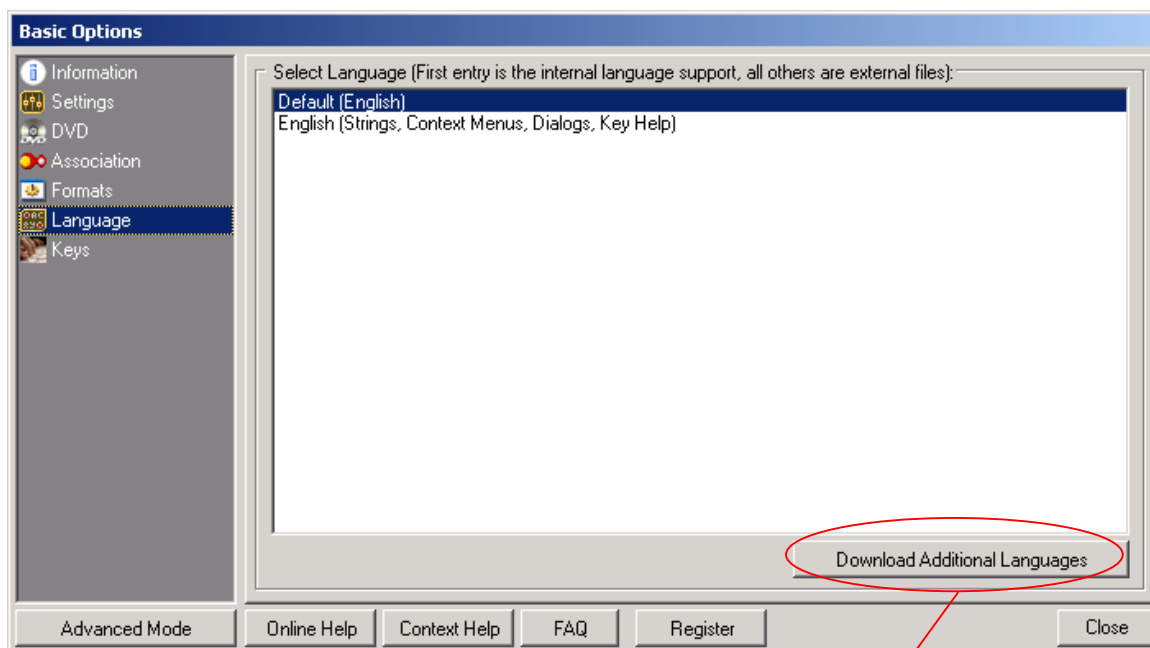 Basic Options
Information
Settings
DVD
Association
Formats
Language
Keys
Select Language (First entry is the internal language support, all others are external files):
Default (English)
English (Strings, Context Menus, Dialogs, Key Help)
Download Additional Languages
Advanced Mode
Online Help
Context Help
FAQ
Register
Close